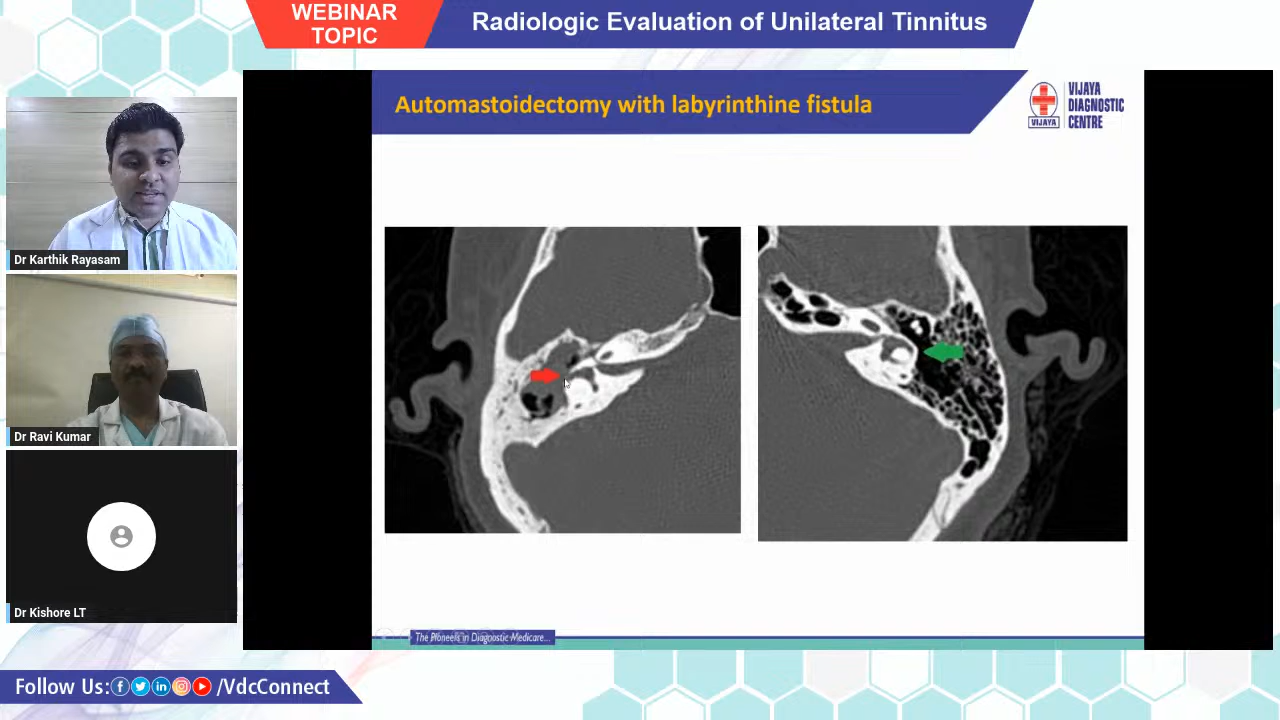 WEBINAR
TOPIC
Radiologic Evaluation of Unilateral Tinnitus
Automastoidectomy with labyrinthine fistula
VIJAYA
VIJAYA
DIAGNOSTIC
CENTRE
Dr Karthik Rayasam
Dr Ravi Kumar
Dr Kishore LT
The Pioneers in Diagnostic Medicare...
Follow Us: /VdcConnect